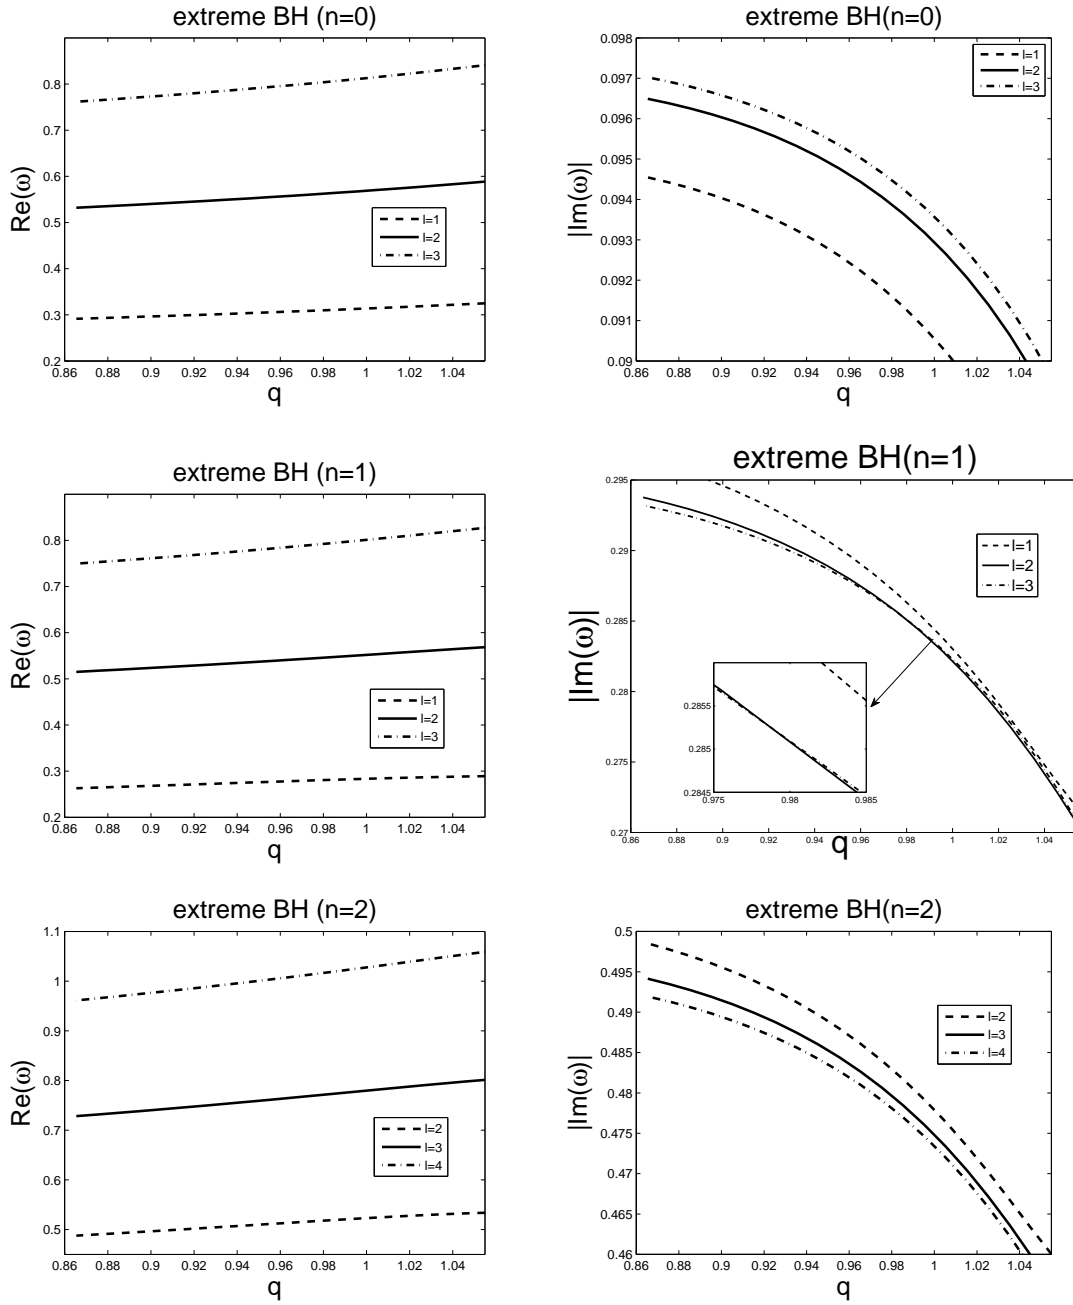 extreme BH (n=0)
Re(ω)
0.8
0.7
0.6
0.5
0.4
0.3
0.2
0.86 0.88 0.9 0.92 0.94 0.96 0.98 1 1.02 1.04
q
l=1
l=2
l=3
extreme BH(n=0)
|Im(ω)|
0.098
0.097
0.096
0.095
0.094
0.093
0.092
0.091
0.09
0.86 0.88 0.9 0.92 0.94 0.96 0.98 1 1.02 1.04
q
l=1
l=2
l=3
extreme BH (n=1)
Re(ω)
0.8
0.7
0.6
0.5
0.4
0.3
0.2
0.86 0.88 0.9 0.92 0.94 0.96 0.98 1 1.02 1.04
q
l=1
l=2
l=3
extreme BH(n=1)
|Im(ω)|
0.295
0.29
0.285
0.28
0.275
0.27
0.86 0.88 0.9 0.92 0.94 0.96 0.98 1 1.02 1.04
q
l=1
l=2
l=3
0.2855
0.285
0.2845
0.975 0.98 0.985
extreme BH (n=2)
Re(ω)
1.1
1
0.9
0.8
0.7
0.6
0.5
0.86 0.88 0.9 0.92 0.94 0.96 0.98 1 1.02 1.04
q
l=2
l=3
l=4
extreme BH(n=2)
|Im(ω)|
0.5
0.495
0.49
0.485
0.48
0.475
0.47
0.465
0.46
0.86 0.88 0.9 0.92 0.94 0.96 0.98 1 1.02 1.04
q
l=2
l=3
l=4